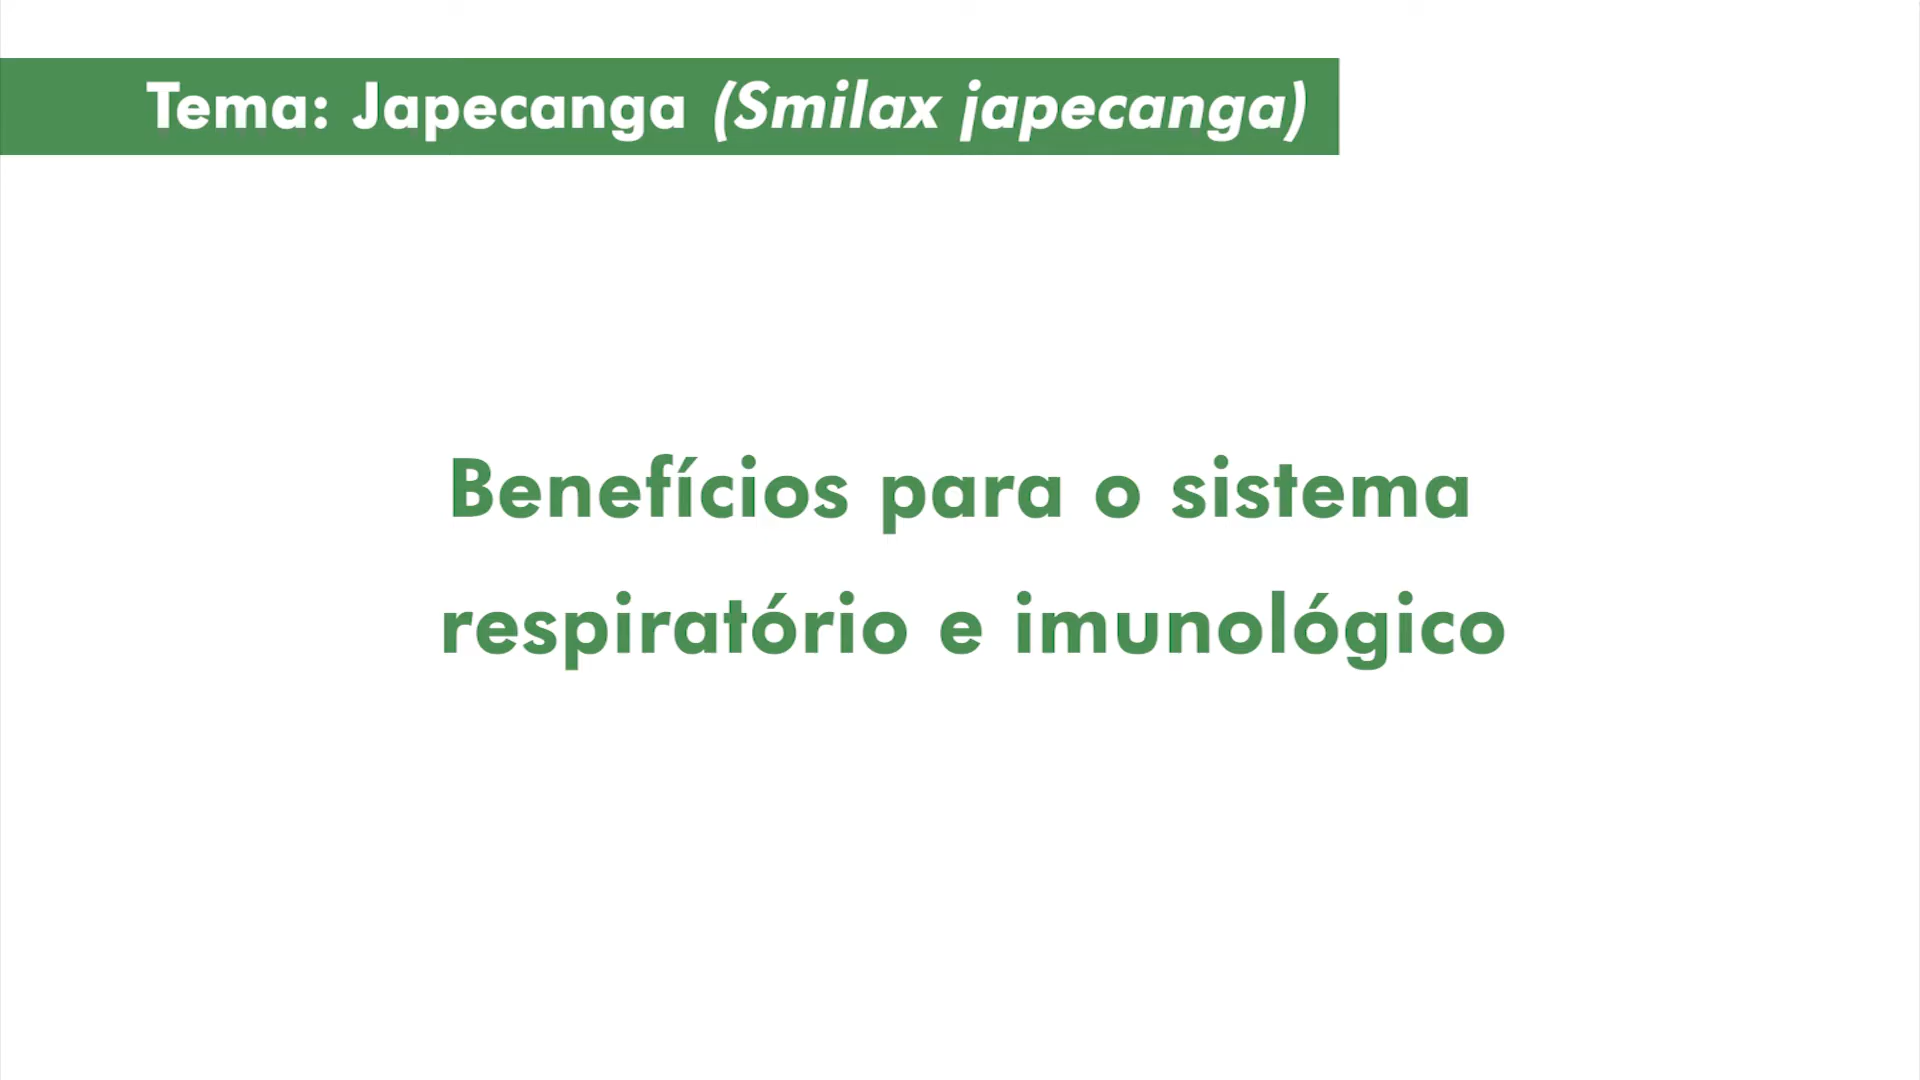 Tema: Japecanga (Smilax japecanga)
Benefícios para o sistema
respiratório e imunológico